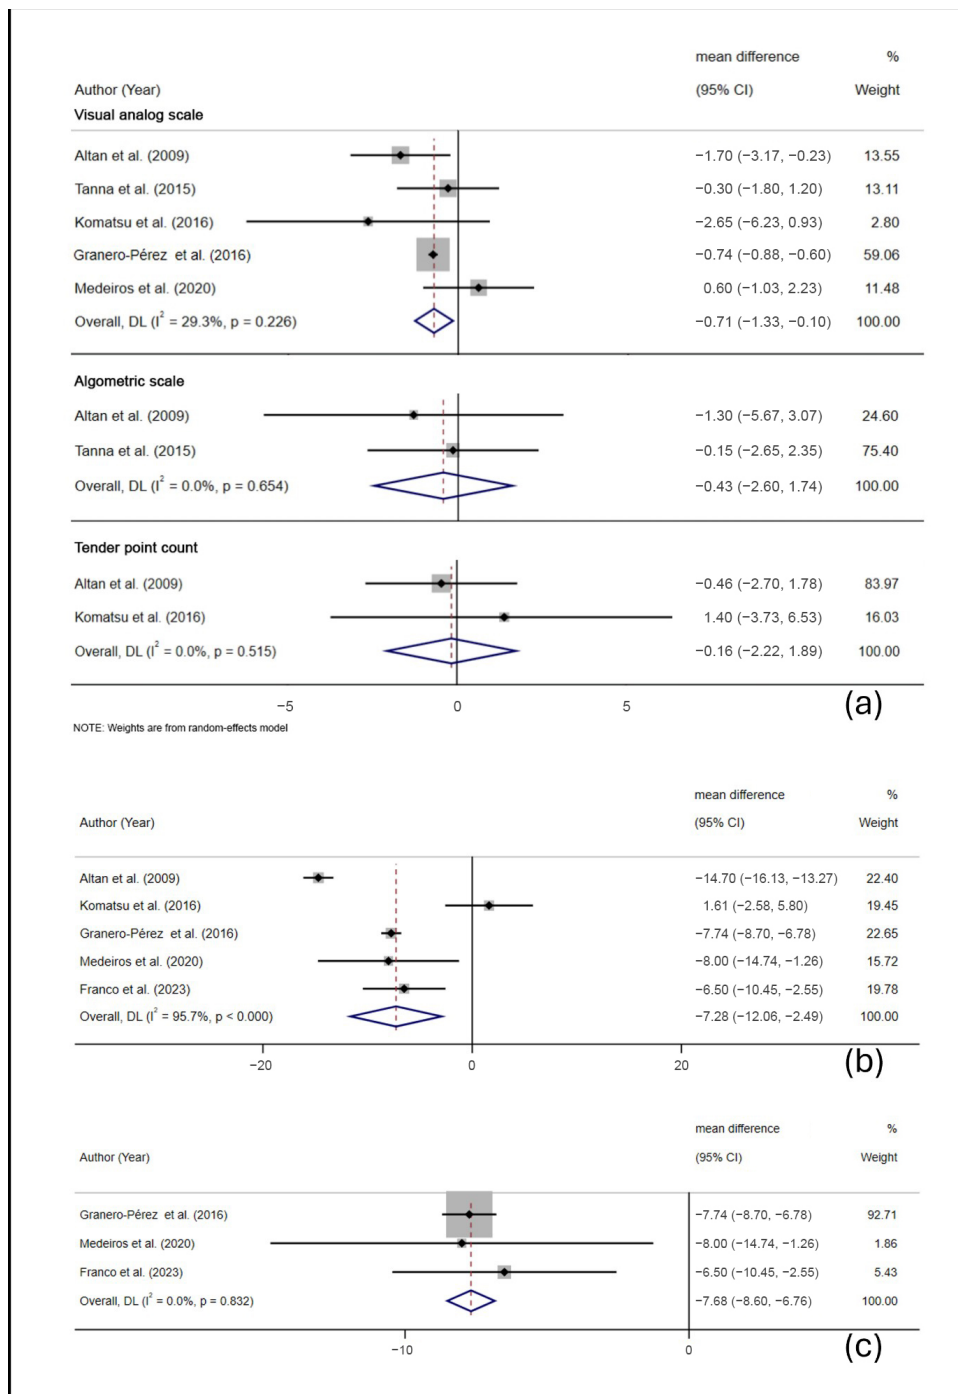 mean difference %
Author (Year) (95% CI) Weight
Visual analog scale
Altan et al. (2009) −1.70 (−3.17, −0.23) 13.55
Tanna et al. (2015) −0.30 (−1.80, 1.20) 13.11
Komatsu et al. (2016) −2.65 (−6.23, 0.93) 2.80
Granero-Pérez et al. (2016) −0.74 (−0.88, −0.60) 59.06
Medeiros et al. (2020) 0.60 (−1.03, 2.23) 11.48
Overall, DL (I² = 29.3%, p = 0.226) −0.71 (−1.33, −0.10) 100.00
Algometric scale
Altan et al. (2009) −1.30 (−5.67, 3.07) 24.60
Tanna et al. (2015) −0.15 (−2.65, 2.35) 75.40
Overall, DL (I² = 0.0%, p = 0.654) −0.43 (−2.60, 1.74) 100.00
Tender point count
Altan et al. (2009) −0.46 (−2.70, 1.78) 83.97
Komatsu et al. (2016) 1.40 (−3.73, 6.53) 16.03
Overall, DL (I² = 0.0%, p = 0.515) −0.16 (−2.22, 1.89) 100.00
−5 0 5 (a)
NOTE: Weights are from random-effects model
mean difference %
Author (Year) (95% CI) Weight
Altan et al. (2009) −14.70 (−16.13, −13.27) 22.40
Komatsu et al. (2016) 1.61 (−2.58, 5.80) 19.45
Granero-Pérez et al. (2016) −7.74 (−8.70, −6.78) 22.65
Medeiros et al. (2020) −8.00 (−14.74, −1.26) 15.72
Franco et al. (2023) −6.50 (−10.45, −2.55) 19.78
Overall, DL (I² = 95.7%, p < 0.000) −7.28 (−12.06, −2.49) 100.00
−20 0 20 (b)
mean difference %
Author (Year) (95% CI) Weight
Granero-Pérez et al. (2016) −7.74 (−8.70, −6.78) 92.71
Medeiros et al. (2020) −8.00 (−14.74, −1.26) 1.86
Franco et al. (2023) −6.50 (−10.45, −2.55) 5.43
Overall, DL (I² = 0.0%, p = 0.832) −7.68 (−8.60, −6.76) 100.00
−10 0 (c)